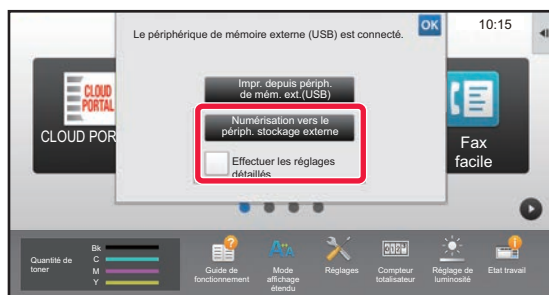 Le périphérique de mémoire externe (USB) est connecté.
OK
10:15
Impr. depuis périph.
de mém. ext.(USB)
Numérisation vers le
périph. stockage externe
Effectuer les réglages
détaillés
CLOUD
PORTAL
CLOUD POR
Fax
facile
Quantité de
toner
Bk
C
M
Y
Guide de
fonctionnement
Mode
affichage
étendu
Réglages
Compteur
totalisateur
Réglage de
luminosité
Etat travail